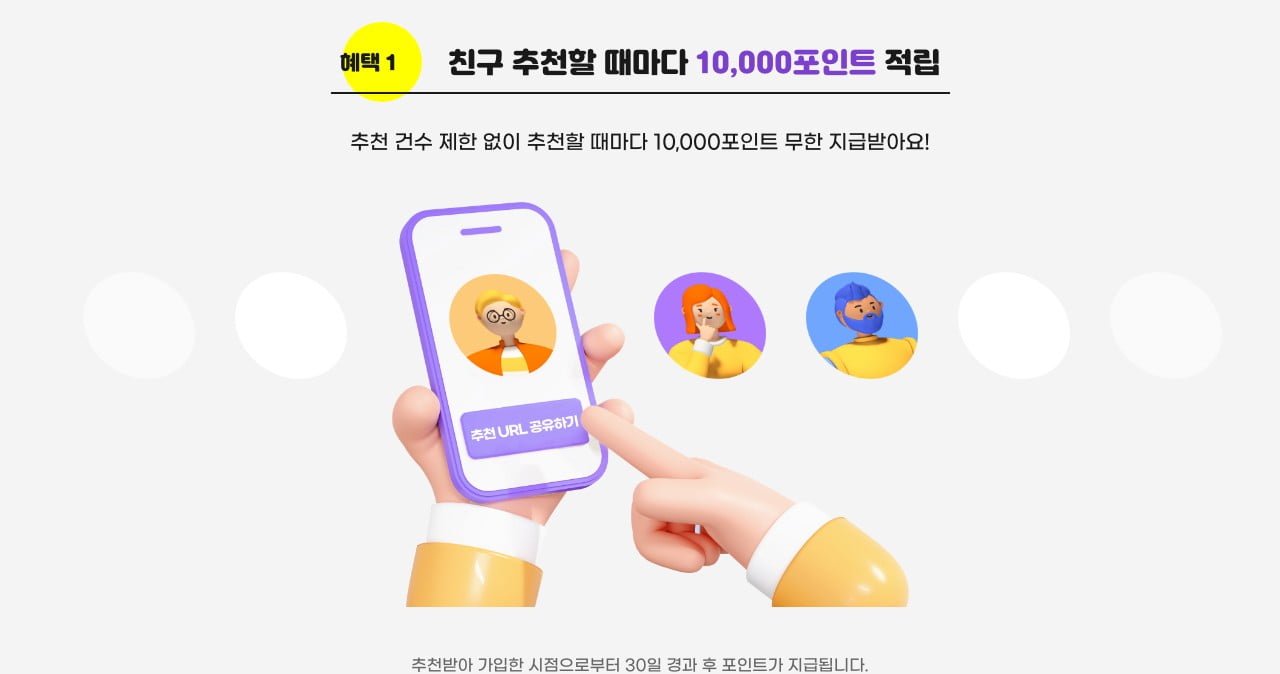 혜택 1
친구 추천할 때마다 10,000포인트 적립
추천 건수 제한 없이 추천할 때마다 10,000포인트 무한 지급받아요!
추천 URL 공유하기
추천받아 가입한 시점으로부터 30일 경과 후 포인트가 지급됩니다.